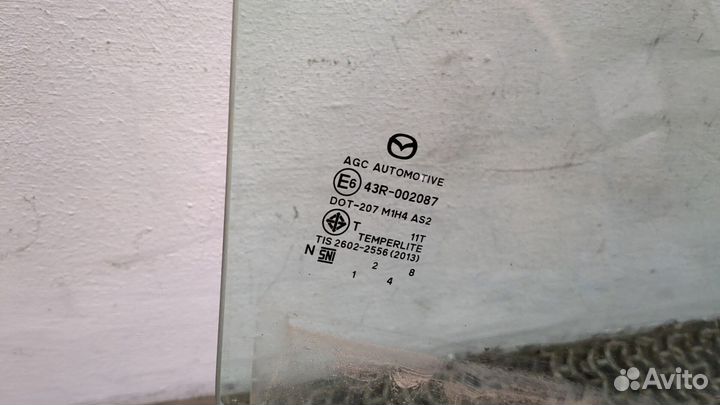 AGC AUTOMOTIVE
E6 43R-002087
DOT-207 M1H4 AS2
T 11T
TEMPERLITE
TIS 2602-2556 (2013)
N SNI
2 8
1 4
Avito